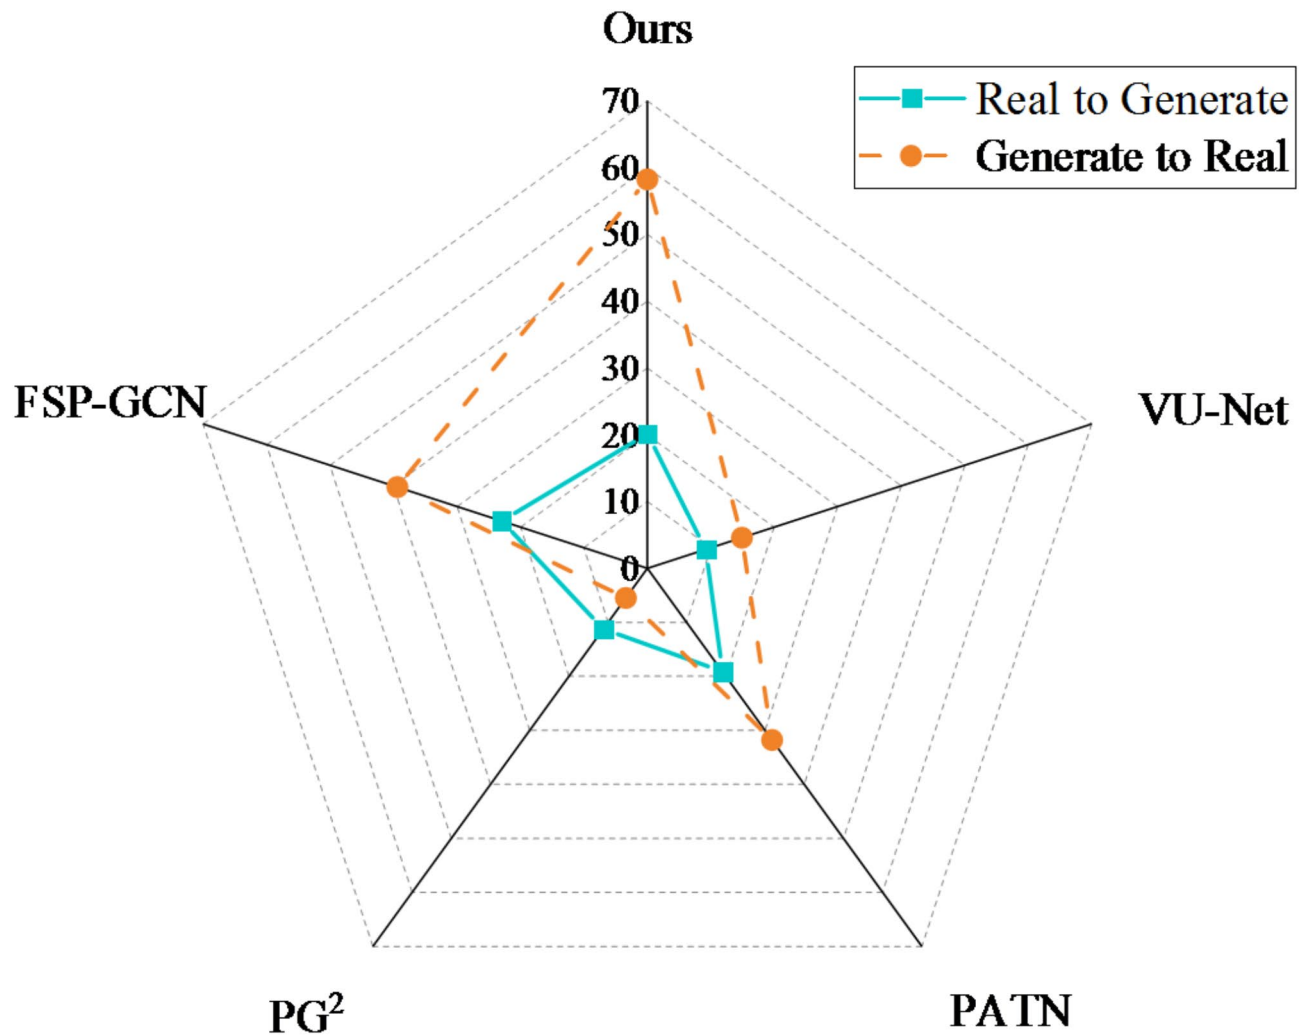 Ours
Real to Generate
Generate to Real
70
60
50
40
30
20
10
0
FSP-GCN
VU-Net
PG²
PATN